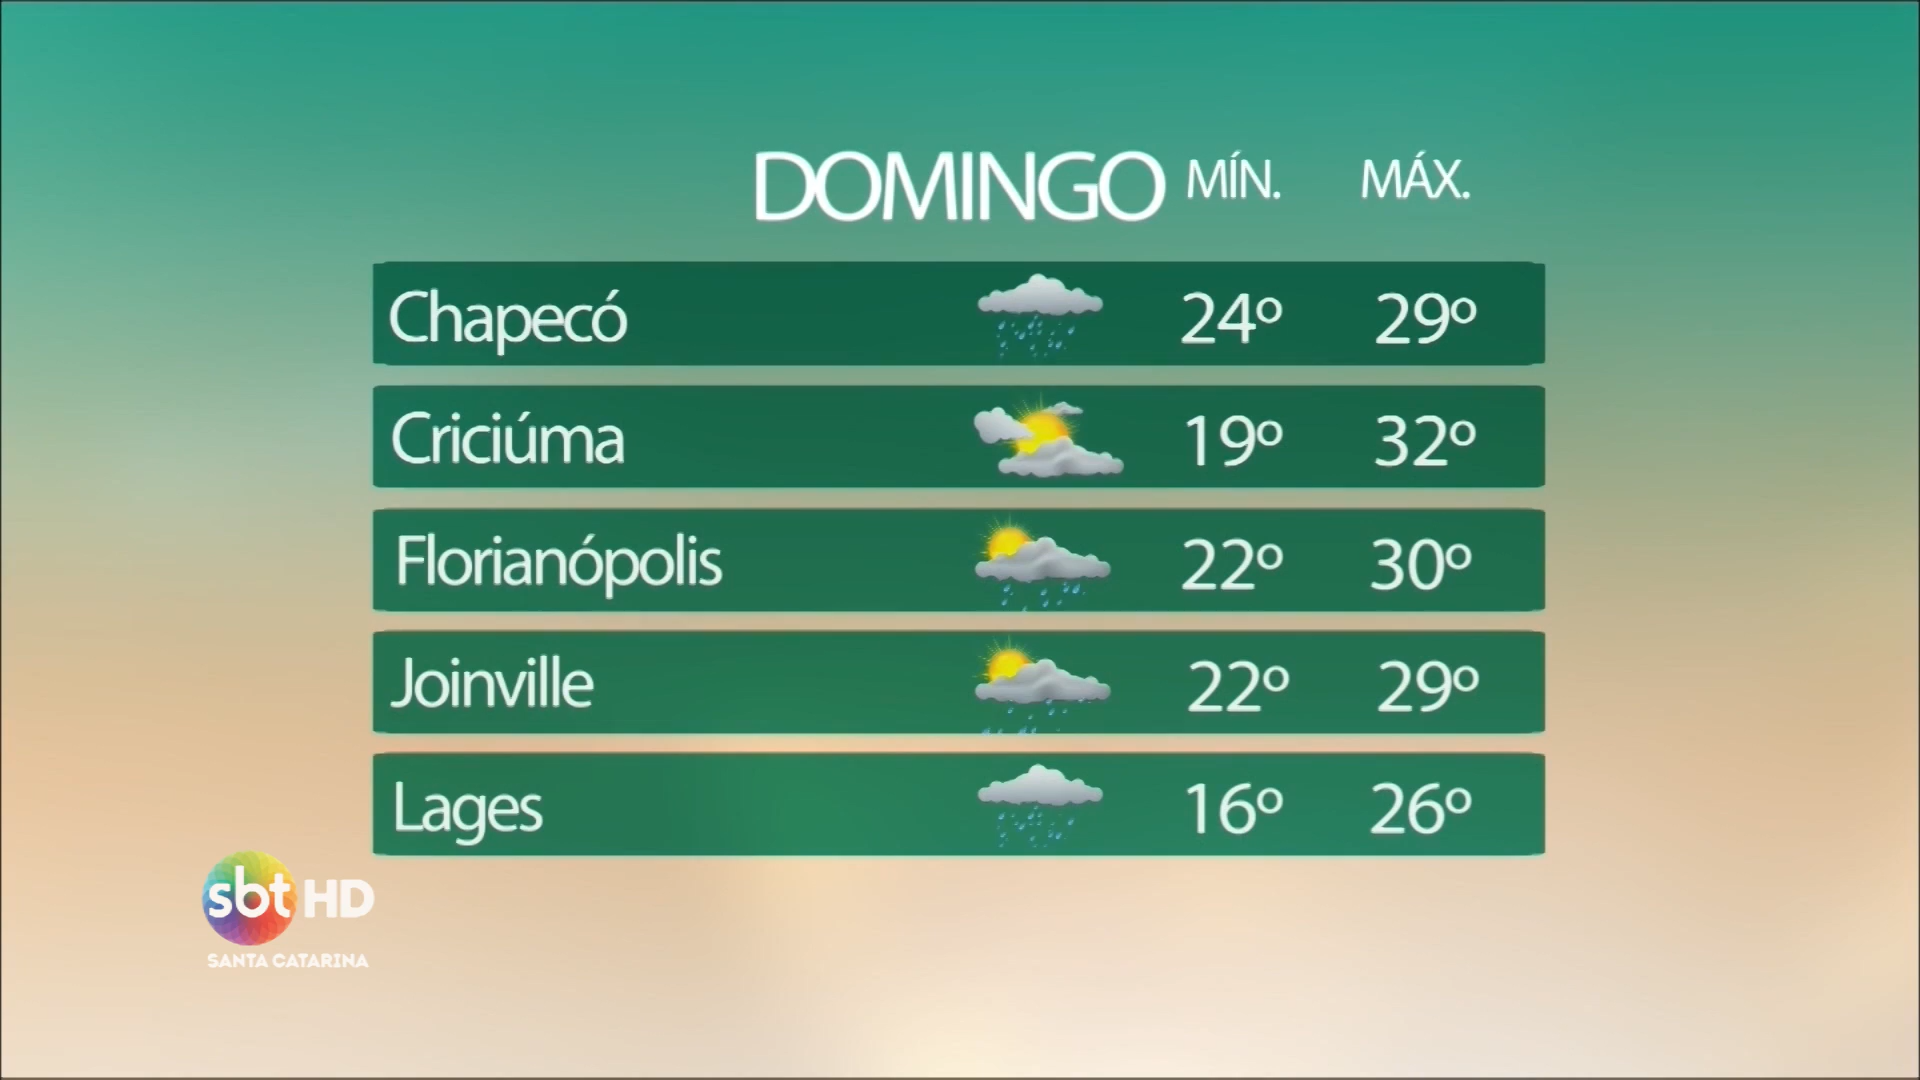 DOMINGO MÍN. MÁX.
Chapecó 24º 29º
Criciúma 19º 32º
Florianópolis 22º 30º
Joinville 22º 29º
Lages 16º 26º
sbt HD
SANTA CATARINA